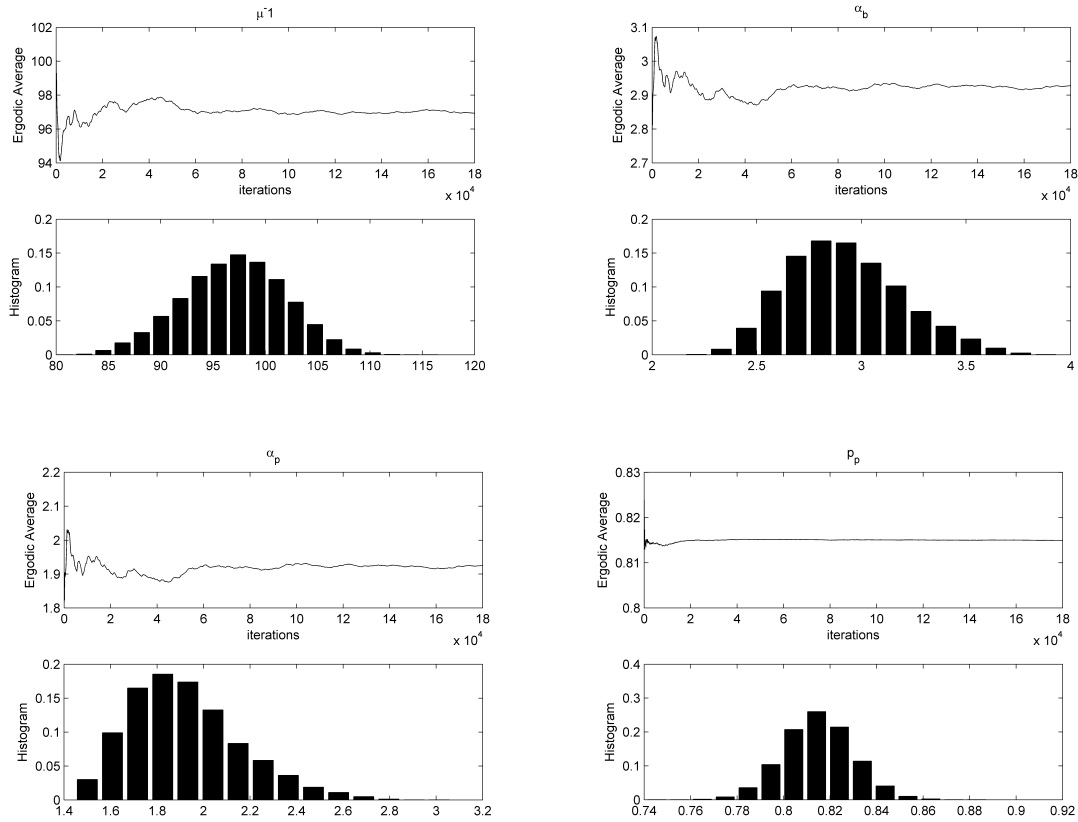 μ-1
Ergodic Average
102
100
98
96
94
0 2 4 6 8 10 12 14 16 18
iterations
x 10^4
Histogram
0.2
0.15
0.1
0.05
0
80 85 90 95 100 105 110 115 120
α_b
Ergodic Average
3.1
3
2.9
2.8
2.7
0 2 4 6 8 10 12 14 16 18
iterations
x 10^4
Histogram
0.2
0.15
0.1
0.05
0
2 2.5 3 3.5 4
α_p
Ergodic Average
2.2
2.1
2
1.9
1.8
0 2 4 6 8 10 12 14 16 18
iterations
x 10^4
Histogram
0.2
0.15
0.1
0.05
0
1.4 1.6 1.8 2 2.2 2.4 2.6 2.8 3 3.2
p_p
Ergodic Average
0.83
0.82
0.81
0.8
0 2 4 6 8 10 12 14 16 18
iterations
x 10^4
Histogram
0.4
0.3
0.2
0.1
0
0.74 0.76 0.78 0.8 0.82 0.84 0.86 0.88 0.9 0.92